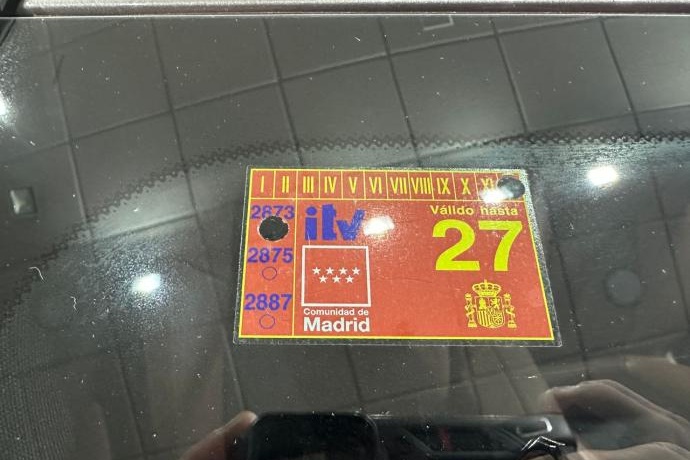 I II III IV V VI VII VIII IX X XI
2873 itv Válido hasta
27
2875
2887
Comunidad de
Madrid